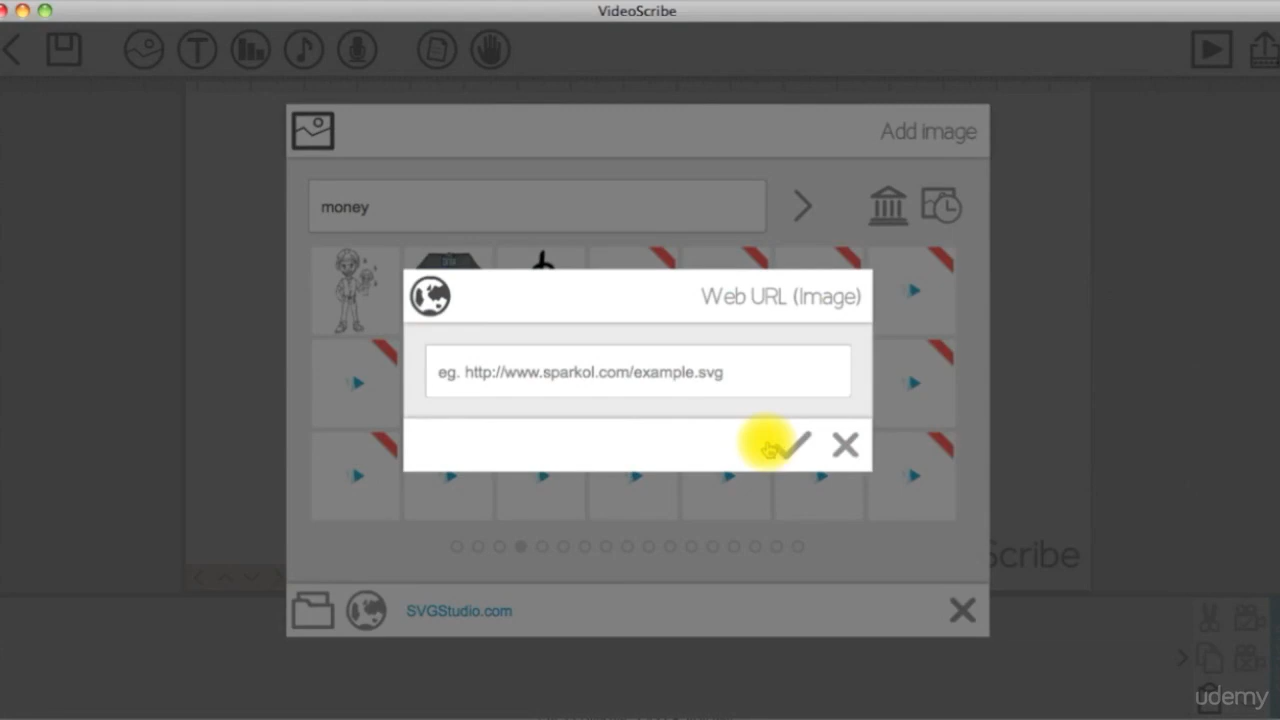 VideoScribe
Add image
money
Web URL (Image)
eg. http://www.sparkol.com/example.svg
Scribe
SVGStudio.com
udemy